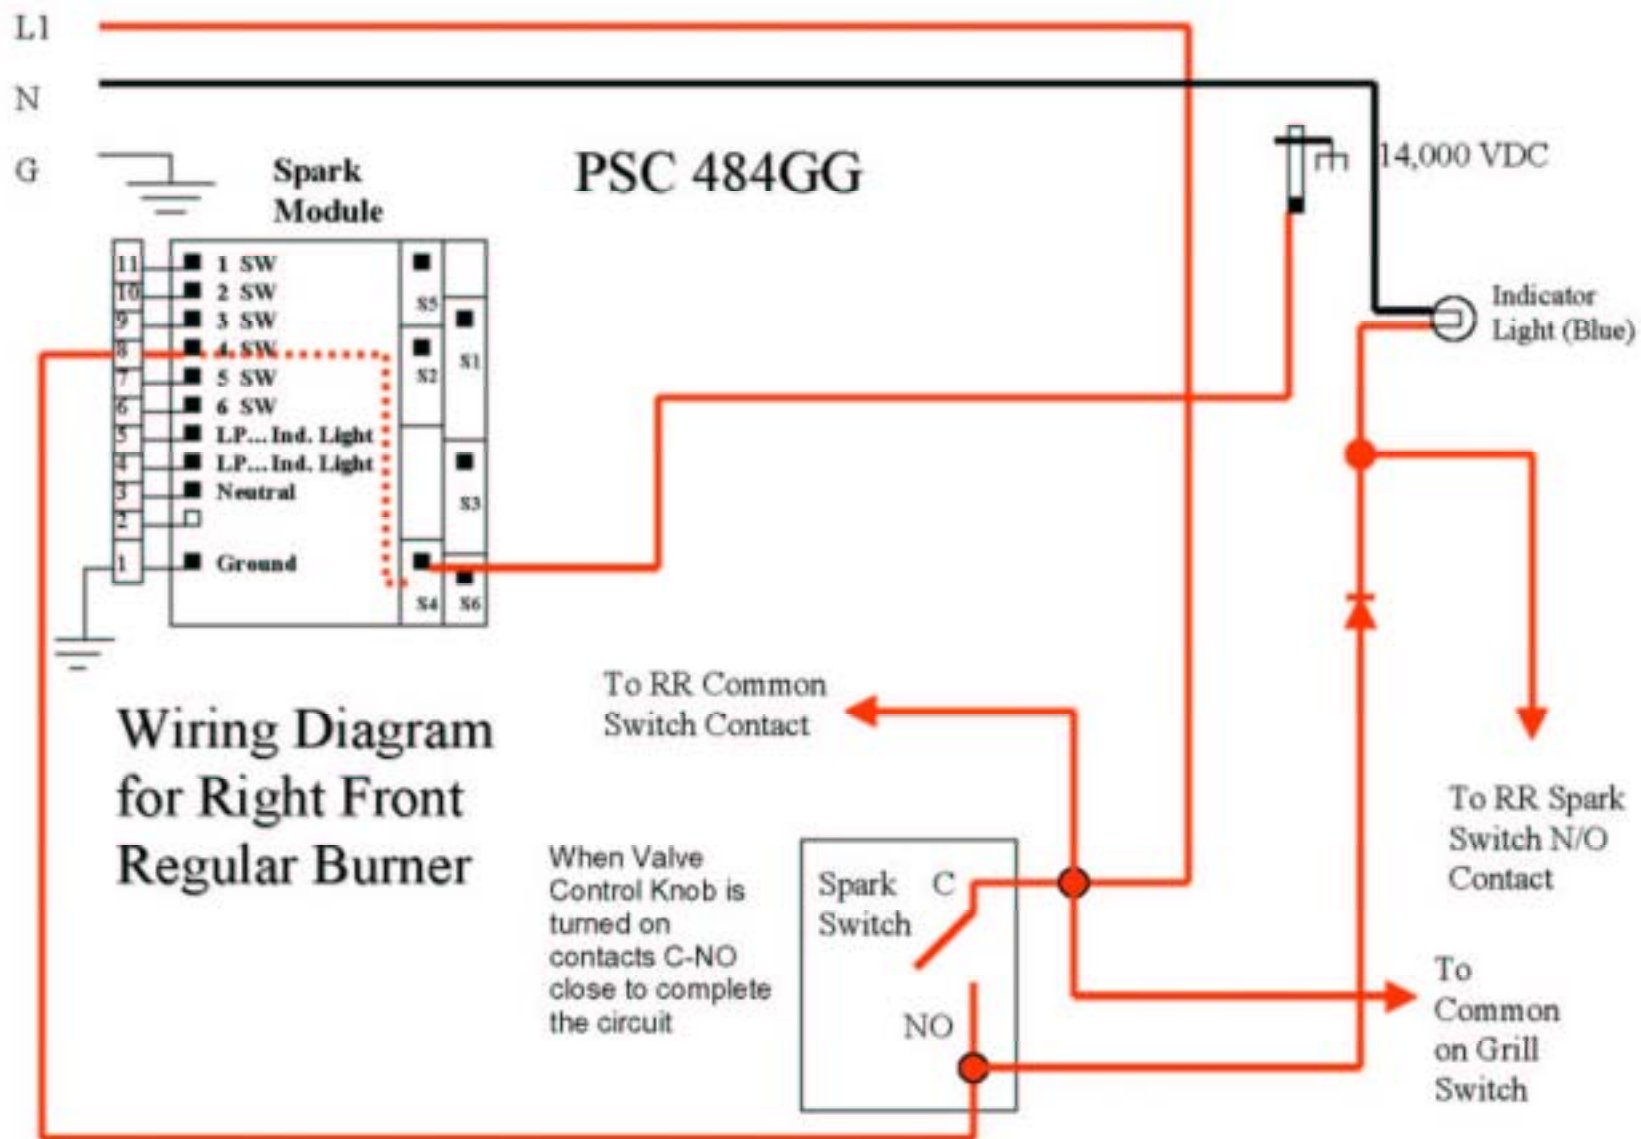 L1
N
G
Spark
Module
PSC 484GG
14,000 VDC
Indicator
Light (Blue)
11 1 SW
10 2 SW
9 3 SW
8 4 SW
7 5 SW
6 6 SW
5 LP...Ind. Light
4 LP...Ind. Light
3 Neutral
2
1 Ground
S5
S1
S2
S3
S4 S6
Wiring Diagram
for Right Front
Regular Burner
To RR Common
Switch Contact
To RR Spark
Switch N/O
Contact
When Valve
Control Knob is
turned on
contacts C-NO
close to complete
the circuit
Spark C
Switch
NO
To
Common
on Grill
Switch